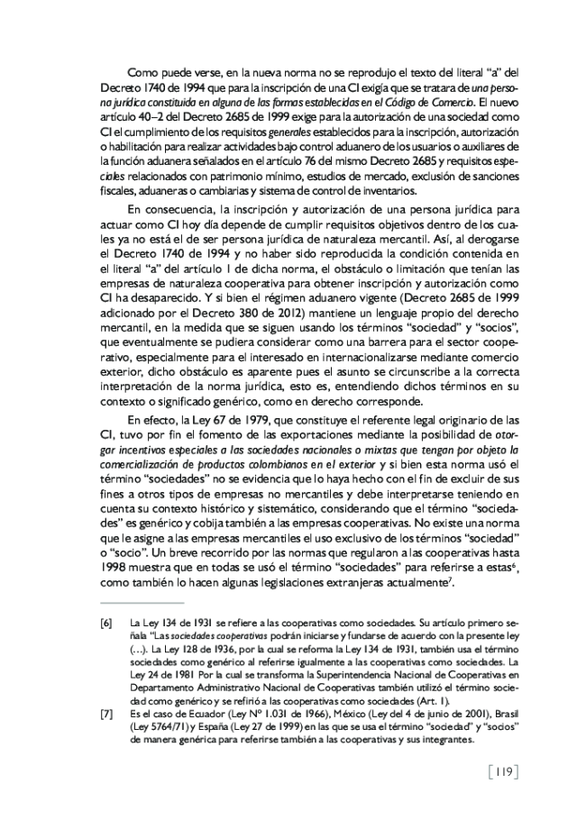 Como puede verse, en la nueva norma no se reprodujo el texto del literal “a” del
Decreto 1740 de 1994 que para la inscripción de una CI exigía que se tratara de una perso-
na jurídica constituida en alguna de las formas establecidas en el Código de Comercio. El nuevo
artículo 40–2 del Decreto 2685 de 1999 exige para la autorización de una sociedad como
CI el cumplimiento de los requisitos generales establecidos para la inscripción, autorización
o habilitación para realizar actividades bajo control aduanero de los usuarios o auxiliares de
la función aduanera señalados en el artículo 76 del mismo Decreto 2685 y requisitos espe-
ciales relacionados con patrimonio mínimo, estudios de mercado, exclusión de sanciones
fiscales, aduaneras o cambiarias y sistema de control de inventarios.
En consecuencia, la inscripción y autorización de una persona jurídica para
actuar como CI hoy día depende de cumplir requisitos objetivos dentro de los cua-
les ya no está el de ser persona jurídica de naturaleza mercantil. Así, al derogarse
el Decreto 1740 de 1994 y no haber sido reproducida la condición contenida en
el literal “a” del artículo 1 de dicha norma, el obstáculo o limitación que tenían las
empresas de naturaleza cooperativa para obtener inscripción y autorización como
CI ha desaparecido. Y si bien el régimen aduanero vigente (Decreto 2685 de 1999
adicionado por el Decreto 380 de 2012) mantiene un lenguaje propio del derecho
mercantil, en la medida que se siguen usando los términos “sociedad” y “socios”,
que eventualmente se pudiera considerar como una barrera para el sector coope-
rativo, especialmente para el interesado en internacionalizarse mediante comercio
exterior, dicho obstáculo es aparente pues el asunto se circunscribe a la correcta
interpretación de la norma jurídica, esto es, entendiendo dichos términos en su
contexto o significado genérico, como en derecho corresponde.
En efecto, la Ley 67 de 1979, que constituye el referente legal originario de las
CI, tuvo por fin el fomento de las exportaciones mediante la posibilidad de otor-
gar incentivos especiales a las sociedades nacionales o mixtas que tengan por objeto la
comercialización de productos colombianos en el exterior y si bien esta norma usó el
término “sociedades” no se evidencia que lo haya hecho con el fin de excluir de sus
fines a otros tipos de empresas no mercantiles y debe interpretarse teniendo en
cuenta su contexto histórico y sistemático, considerando que el término “socieda-
des” es genérico y cobija también a las empresas cooperativas. No existe una norma
que le asigne a las empresas mercantiles el uso exclusivo de los términos “sociedad”
o “socio”. Un breve recorrido por las normas que regularon a las cooperativas hasta
1998 muestra que en todas se usó el término “sociedades” para referirse a estas⁶,
como también lo hacen algunas legislaciones extranjeras actualmente⁷.
[6] La Ley 134 de 1931 se refiere a las cooperativas como sociedades. Su artículo primero se-
ñala “Las sociedades cooperativas podrán iniciarse y fundarse de acuerdo con la presente ley
(…). La Ley 128 de 1936, por la cual se reforma la Ley 134 de 1931, también usa el término
sociedades como genérico al referirse igualmente a las cooperativas como sociedades. La
Ley 24 de 1981 Por la cual se transforma la Superintendencia Nacional de Cooperativas en
Departamento Administrativo Nacional de Cooperativas también utilizó el término socie-
dad como genérico y se refirió a las cooperativas como sociedades (Art. 1).
[7] Es el caso de Ecuador (Ley Nº 1.031 de 1966), México (Ley del 4 de junio de 2001), Brasil
(Ley 5764/71) y España (Ley 27 de 1999) en las que se usa el término “sociedad” y “socios”
de manera genérica para referirse también a las cooperativas y sus integrantes.
[119]